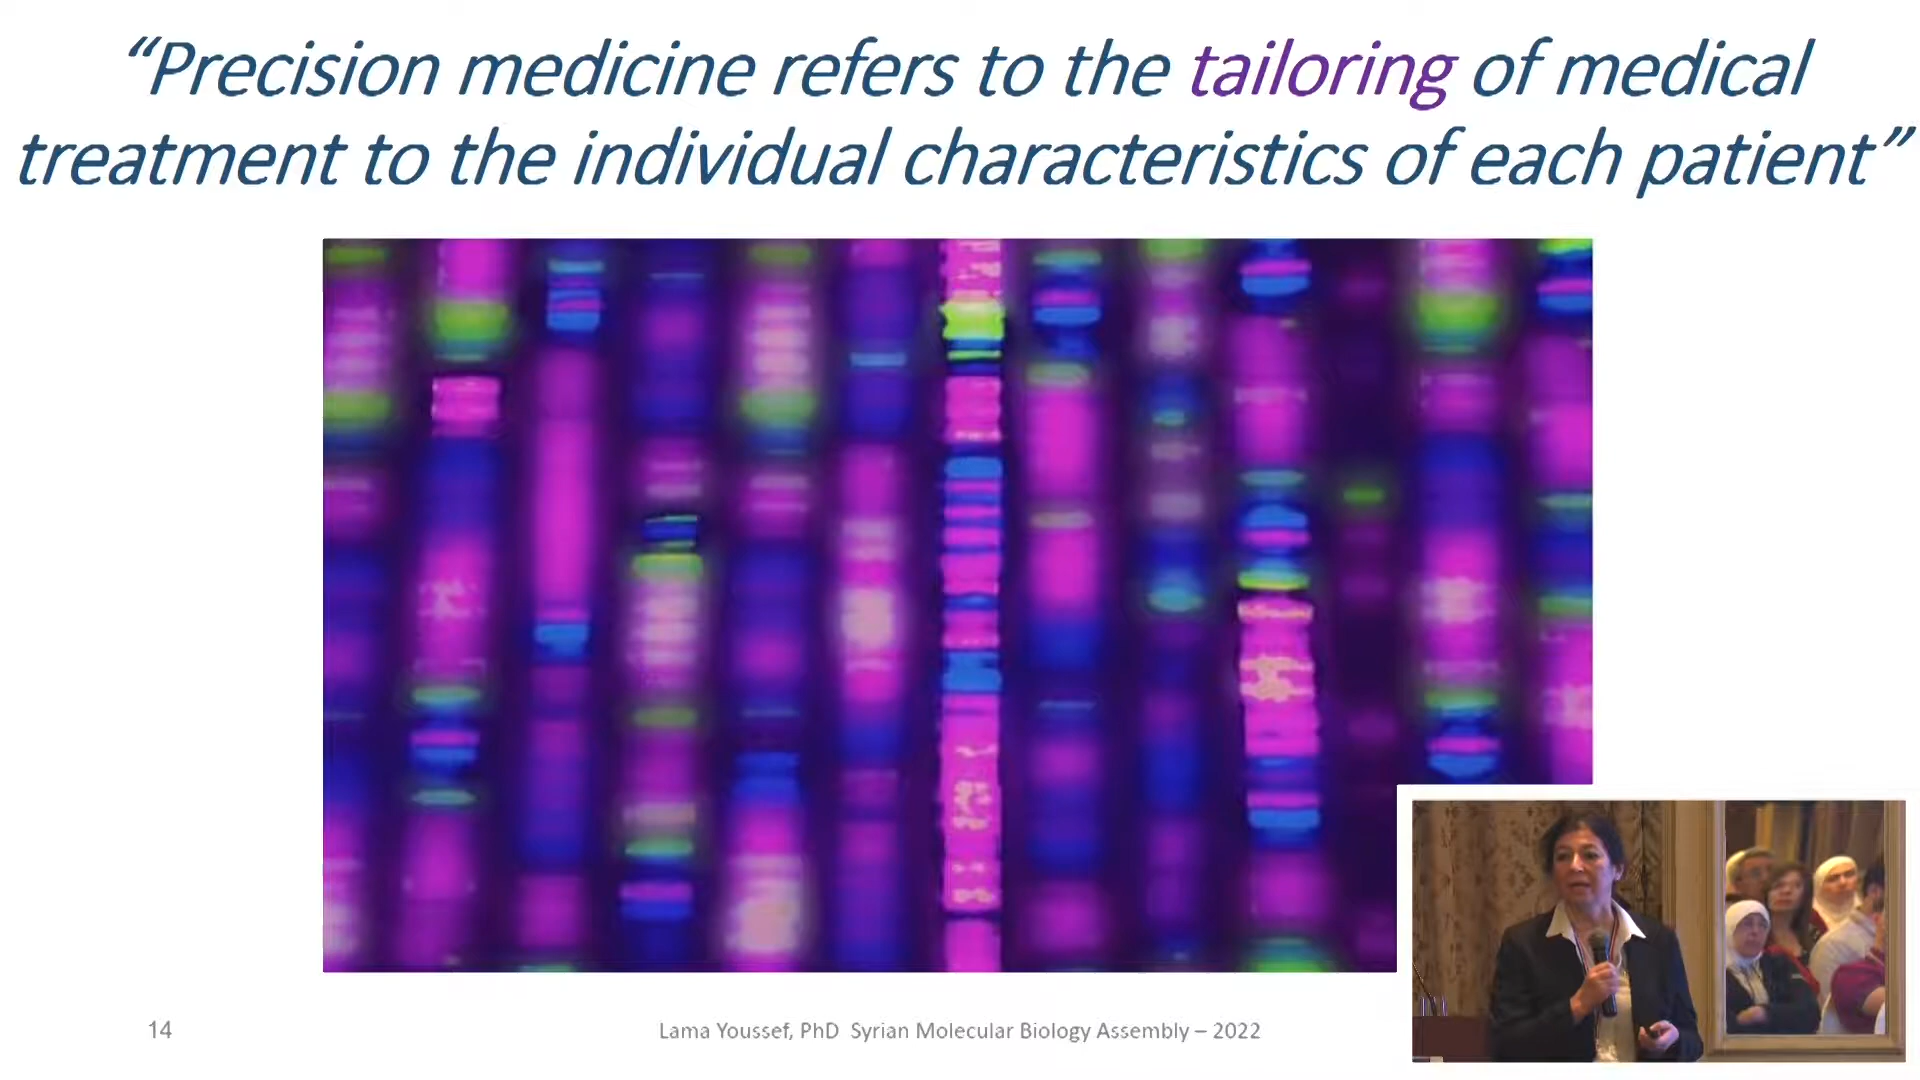 “Precision medicine refers to the tailoring of medical
treatment to the individual characteristics of each patient”
14
Lama Youssef, PhD  Syrian Molecular Biology Assembly – 2022